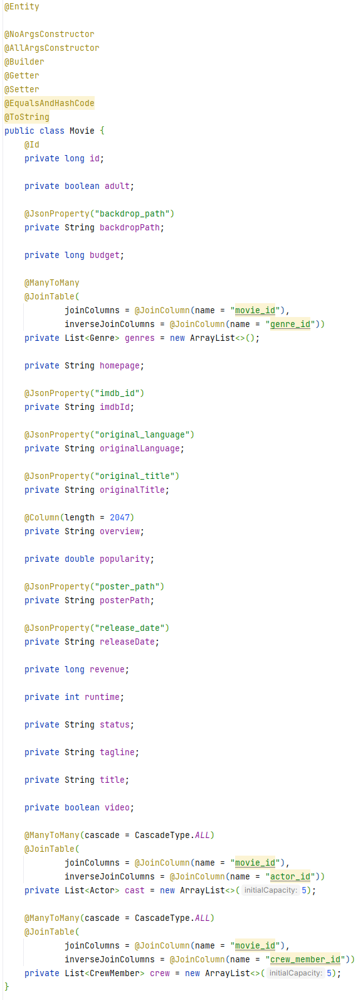 @Entity
@NoArgsConstructor
@AllArgsConstructor
@Builder
@Getter
@Setter
@EqualsAndHashCode
@ToString
public class Movie {
    @Id
    private long id;
    private boolean adult;
    @JsonProperty("backdrop_path")
    private String backdropPath;
    private long budget;
    @ManyToMany
    @JoinTable(
            joinColumns = @JoinColumn(name = "movie_id"),
            inverseJoinColumns = @JoinColumn(name = "genre_id"))
    private List<Genre> genres = new ArrayList<>();
    private String homepage;
    @JsonProperty("imdb_id")
    private String imdbId;
    @JsonProperty("original_language")
    private String originalLanguage;
    @JsonProperty("original_title")
    private String originalTitle;
    @Column(length = 2047)
    private String overview;
    private double popularity;
    @JsonProperty("poster_path")
    private String posterPath;
    @JsonProperty("release_date")
    private String releaseDate;
    private long revenue;
    private int runtime;
    private String status;
    private String tagline;
    private String title;
    private boolean video;
    @ManyToMany(cascade = CascadeType.ALL)
    @JoinTable(
            joinColumns = @JoinColumn(name = "movie_id"),
            inverseJoinColumns = @JoinColumn(name = "actor_id"))
    private List<Actor> cast = new ArrayList<>( initialCapacity: 5);
    @ManyToMany(cascade = CascadeType.ALL)
    @JoinTable(
            joinColumns = @JoinColumn(name = "movie_id"),
            inverseJoinColumns = @JoinColumn(name = "crew_member_id"))
    private List<CrewMember> crew = new ArrayList<>( initialCapacity: 5);
}